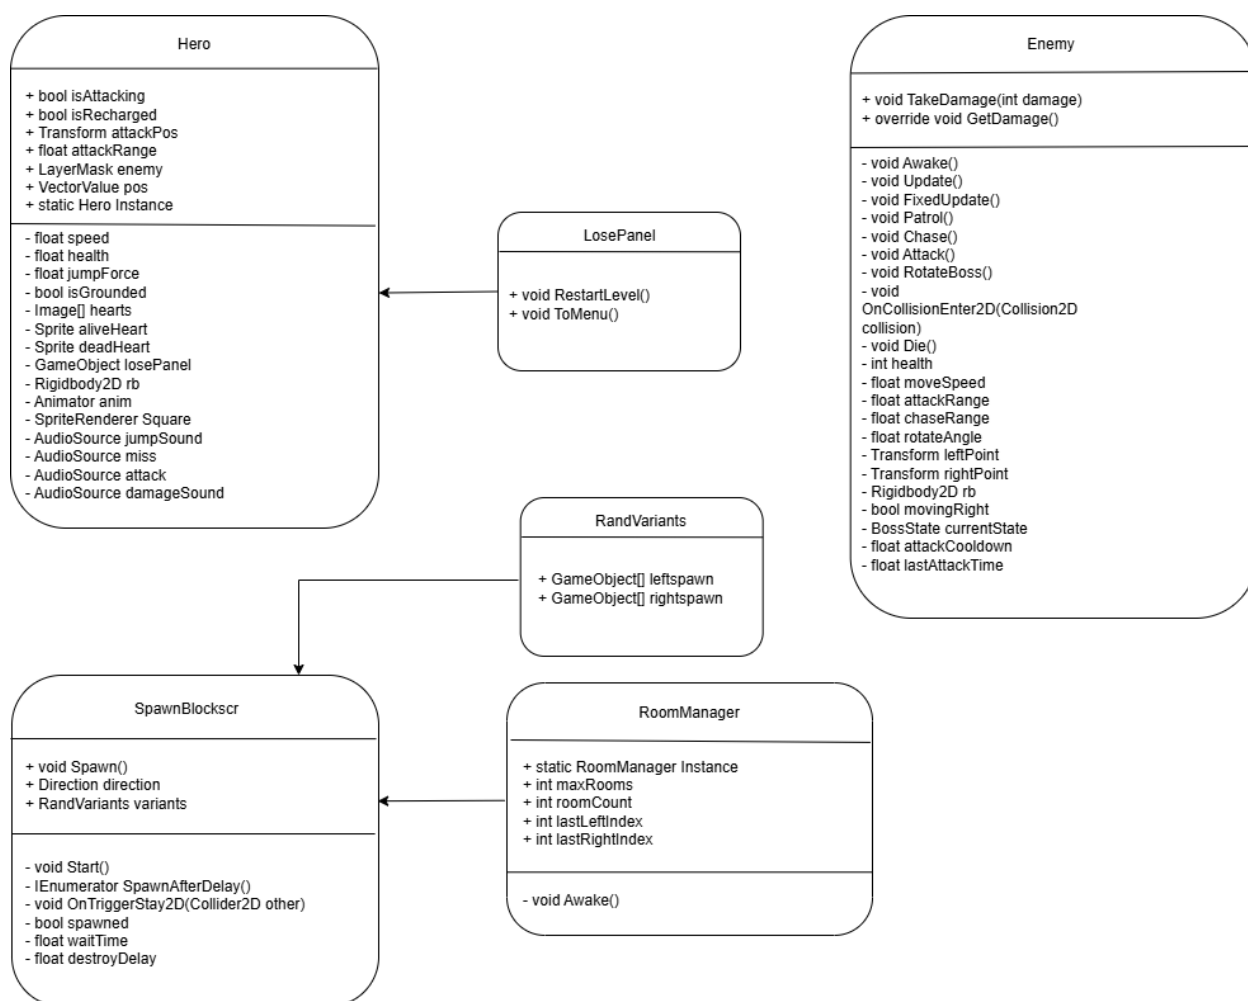 Hero
+ bool isAttacking
+ bool isRecharged
+ Transform attackPos
+ float attackRange
+ LayerMask enemy
+ VectorValue pos
+ static Hero Instance
- float speed
- float health
- float jumpForce
- bool isGrounded
- Image[] hearts
- Sprite aliveHeart
- Sprite deadHeart
- GameObject losePanel
- Rigidbody2D rb
- Animator anim
- SpriteRenderer Square
- AudioSource jumpSound
- AudioSource miss
- AudioSource attack
- AudioSource damageSound
LosePanel
+ void RestartLevel()
+ void ToMenu()
Enemy
+ void TakeDamage(int damage)
+ override void GetDamage()
- void Awake()
- void Update()
- void FixedUpdate()
- void Patrol()
- void Chase()
- void Attack()
- void RotateBoss()
- void
OnCollisionEnter2D(Collision2D
collision)
- void Die()
- int health
- float moveSpeed
- float attackRange
- float chaseRange
- float rotateAngle
- Transform leftPoint
- Transform rightPoint
- Rigidbody2D rb
- bool movingRight
- BossState currentState
- float attackCooldown
- float lastAttackTime
RandVariants
+ GameObject[] leftspawn
+ GameObject[] rightspawn
SpawnBlockscr
+ void Spawn()
+ Direction direction
+ RandVariants variants
- void Start()
- IEnumerator SpawnAfterDelay()
- void OnTriggerStay2D(Collider2D other)
- bool spawned
- float waitTime
- float destroyDelay
RoomManager
+ static RoomManager Instance
+ int maxRooms
+ int roomCount
+ int lastLeftIndex
+ int lastRightIndex
- void Awake()